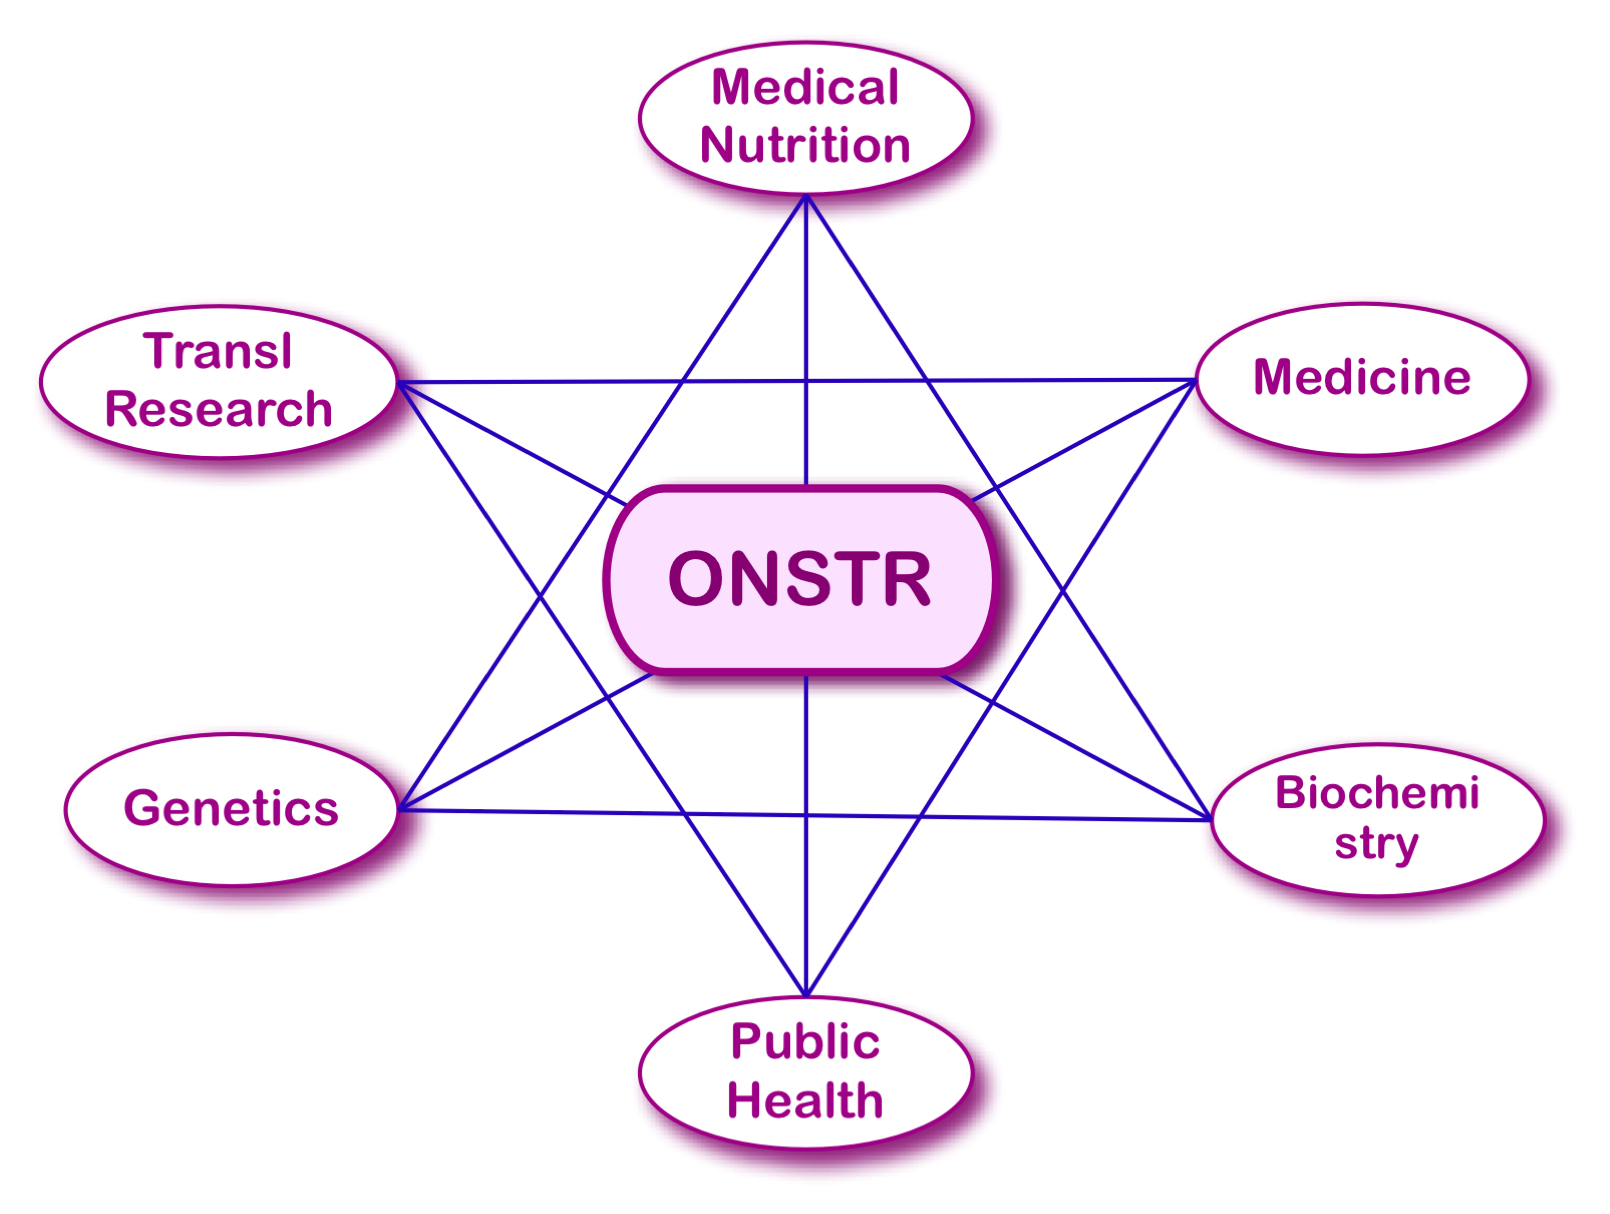 Medical
Nutrition
Transl
Research
Medicine
ONSTR
Genetics
Biochemi
stry
Public
Health